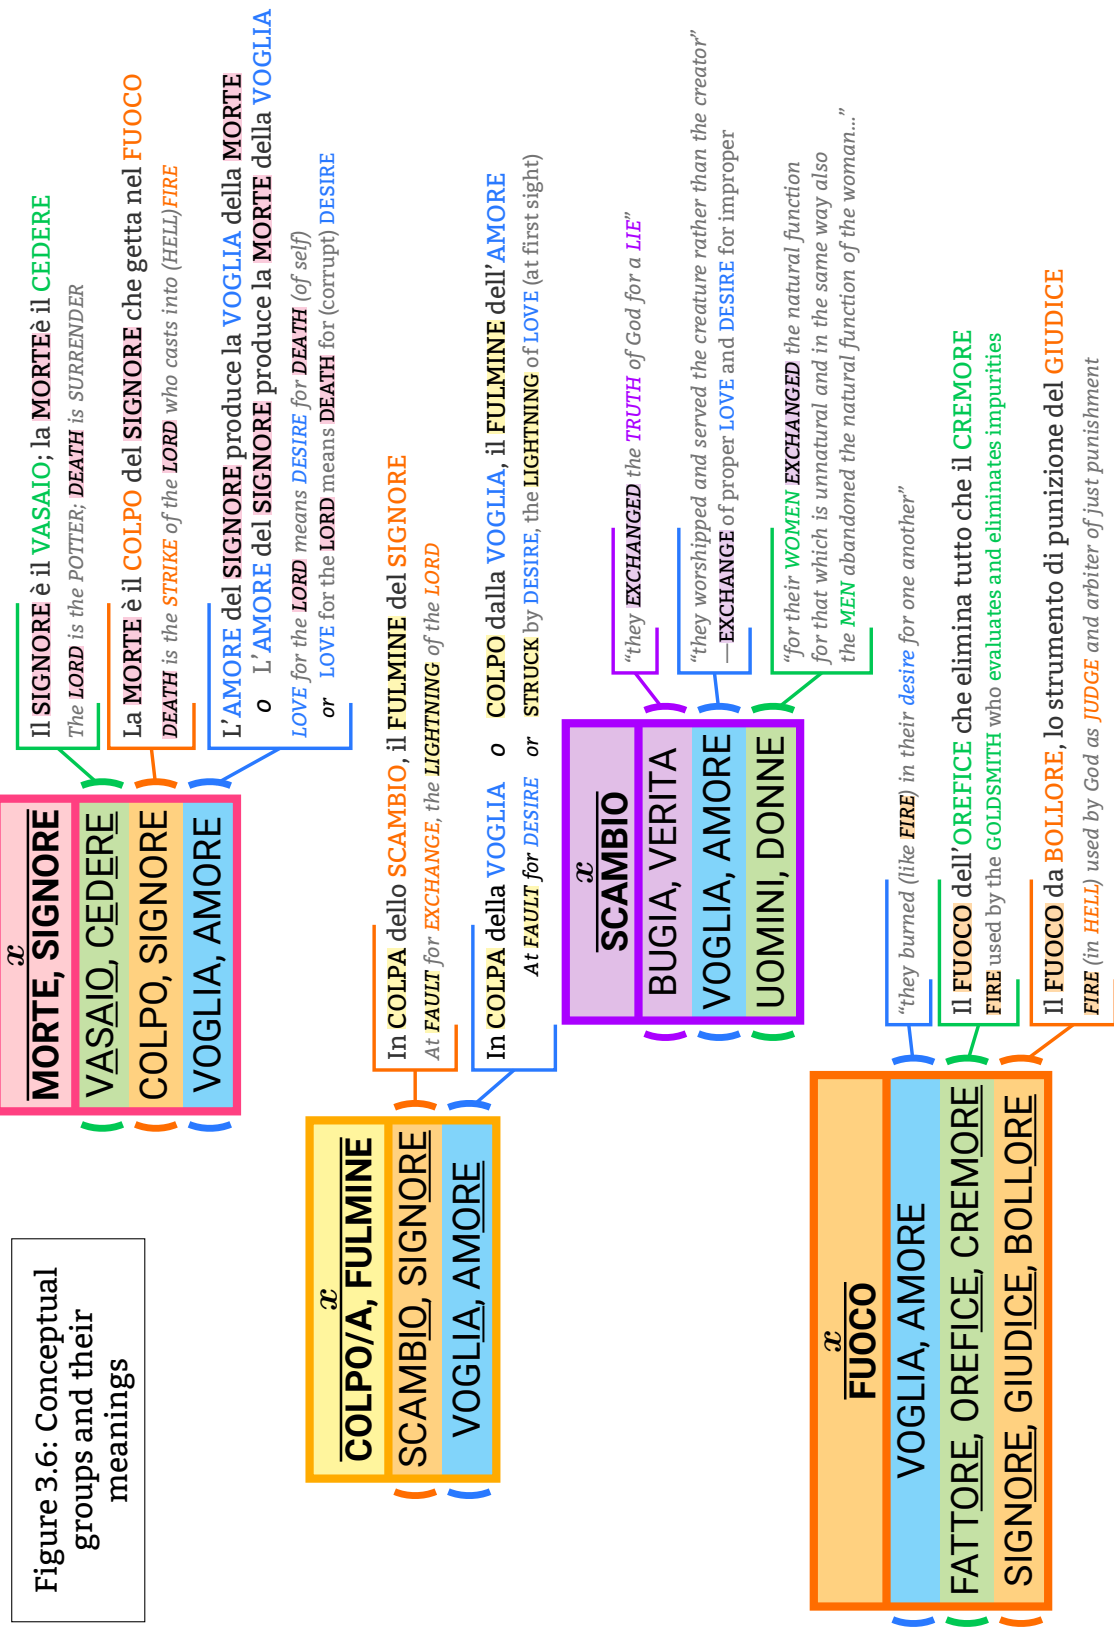 Figure 3.6: Conceptual
groups and their
meanings
x
MORTE, SIGNORE
VASAIO, CEDERE
COLPO, SIGNORE
VOGLIA, AMORE
Il SIGNORE è il VASAIO; la MORTEè il CEDERE
The LORD is the POTTER; DEATH is SURRENDER
La MORTE è il COLPO del SIGNORE che getta nel FUOCO
DEATH is the STRIKE of the LORD who casts into (HELL)FIRE
L'AMORE del SIGNORE produce la VOGLIA della MORTE
o L'AMORE del SIGNORE produce la MORTE della VOGLIA
LOVE for the LORD means DESIRE for DEATH (of self)
or LOVE for the LORD means DEATH for (corrupt) DESIRE
x
COLPO/A, FULMINE
SCAMBIO, SIGNORE
VOGLIA, AMORE
In COLPA dello SCAMBIO, il FULMINE del SIGNORE
At FAULT for EXCHANGE, the LIGHTNING of the LORD
In COLPA della VOGLIA o COLPO dalla VOGLIA, il FULMINE dell'AMORE
At FAULT for DESIRE or STRUCK by DESIRE, the LIGHTNING of LOVE (at first sight)
x
SCAMBIO
BUGIA, VERITA
VOGLIA, AMORE
UOMINI, DONNE
“they EXCHANGED the TRUTH of God for a LIE”
“they worshipped and served the creature rather than the creator”
—EXCHANGE of proper LOVE and DESIRE for improper
“for their WOMEN EXCHANGED the natural function
for that which is unnatural and in the same way also
the MEN abandoned the natural function of the woman...”
x
FUOCO
VOGLIA, AMORE
FATTORE, OREFICE, CREMORE
SIGNORE, GIUDICE, BOLLORE
“they burned (like FIRE) in their desire for one another”
Il FUOCO dell'OREFICE che elimina tutto che il CREMORE
FIRE used by the GOLDSMITH who evaluates and eliminates impurities
Il FUOCO da BOLLORE, lo strumento di punizione del GIUDICE
FIRE (in HELL) used by God as JUDGE and arbiter of just punishment